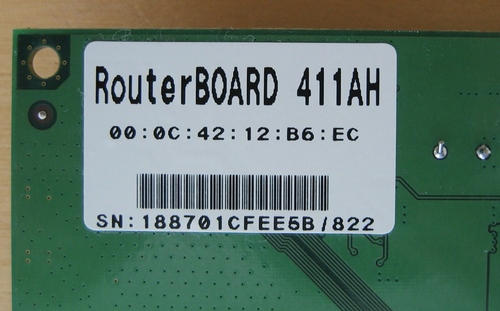 RouterBOARD 411AH
00:0C:42:12:B6:EC
SN:188701CFEE5B/822